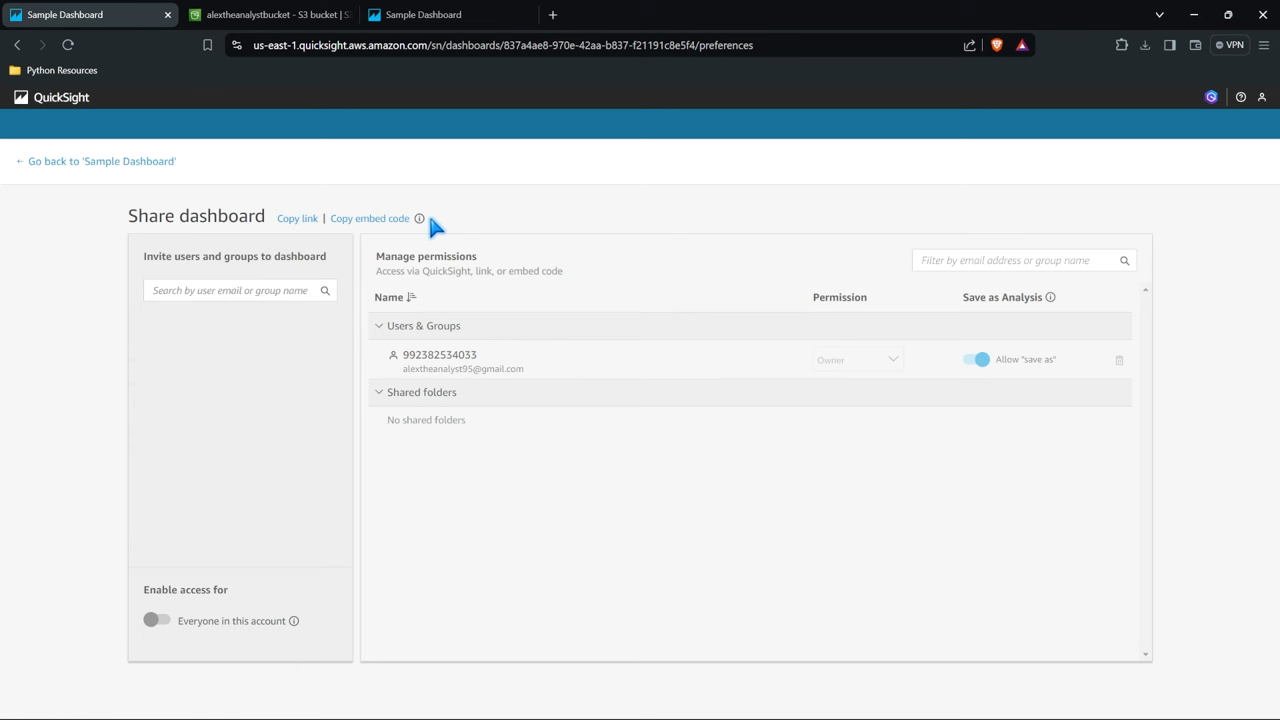 Sample Dashboard
alextheanalystbucket - S3 bucket | S
Sample Dashboard
us-east-1.quicksight.aws.amazon.com/sn/dashboards/837a4ae8-970e-42aa-b837-f21191c8e5f4/preferences
VPN
Python Resources
QuickSight
← Go back to 'Sample Dashboard'
Share dashboard Copy link | Copy embed code
Invite users and groups to dashboard
Search by user email or group name
Enable access for
Everyone in this account
Manage permissions
Access via QuickSight, link, or embed code
Filter by email address or group name
Name Permission Save as Analysis
Users & Groups
992382534033
alextheanalyst95@gmail.com
Owner
Allow "save as"
Shared folders
No shared folders